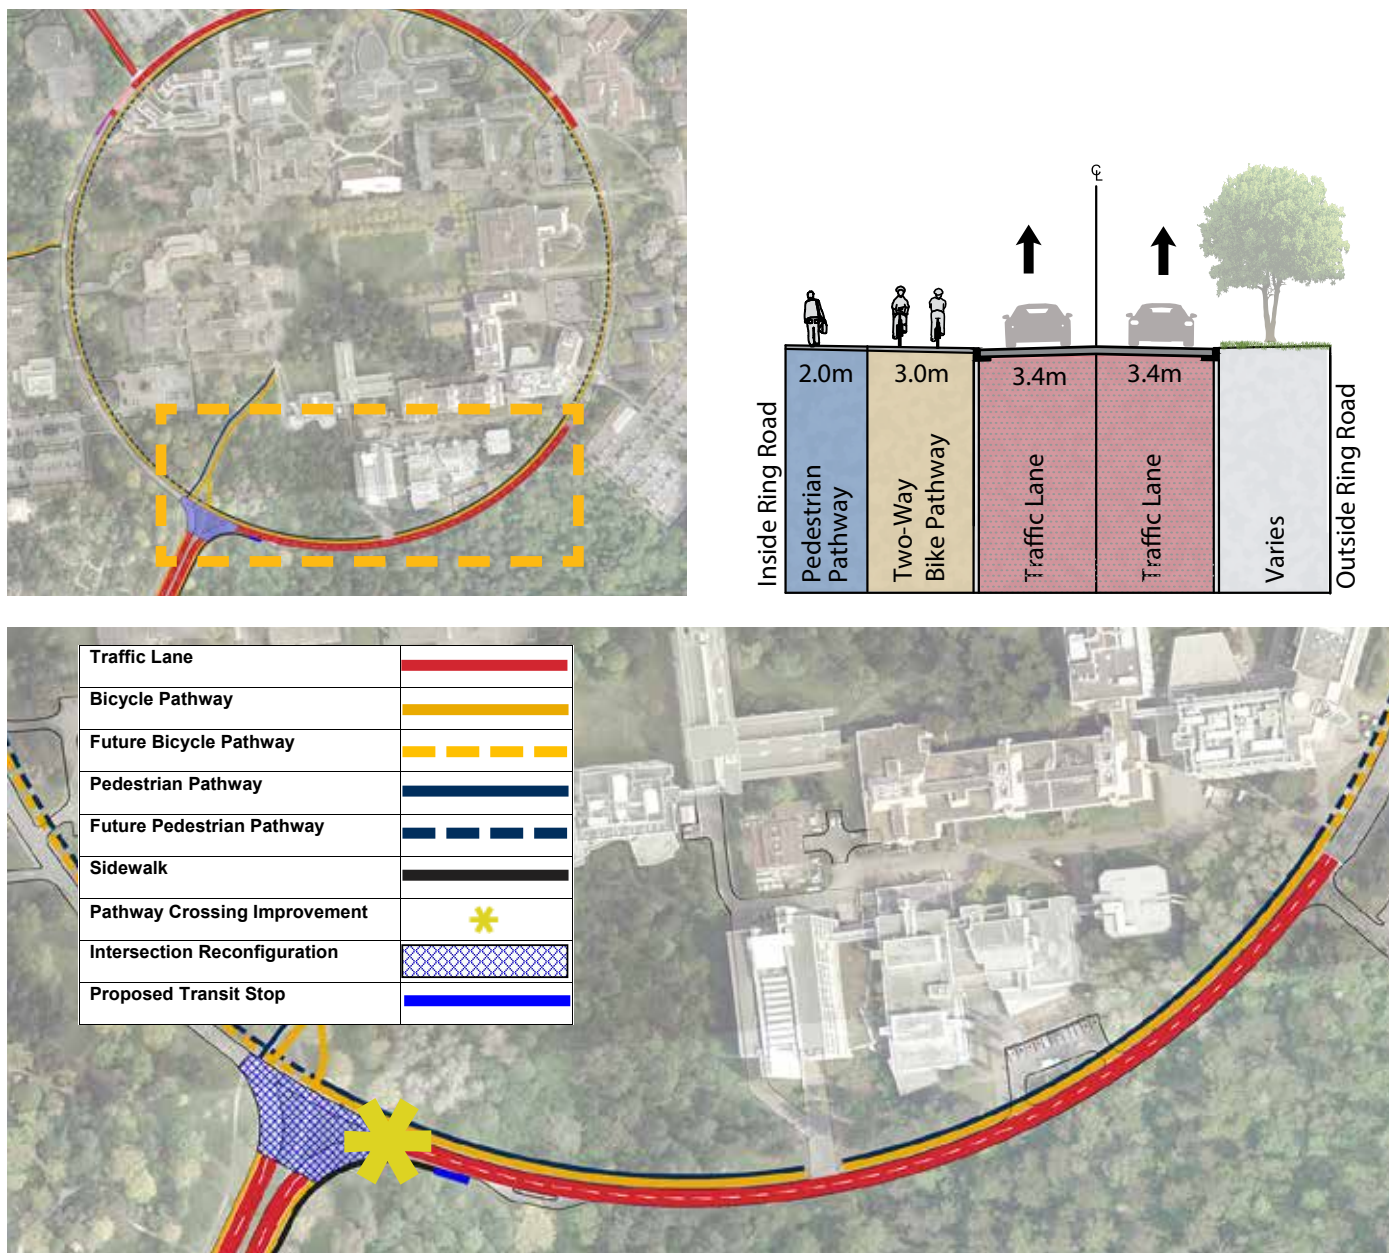 ℄
2.0m
3.0m
3.4m
3.4m
Inside Ring Road
Pedestrian
Pathway
Two-Way
Bike Pathway
Traffic Lane
Traffic Lane
Varies
Outside Ring Road
Traffic Lane
Bicycle Pathway
Future Bicycle Pathway
Pedestrian Pathway
Future Pedestrian Pathway
Sidewalk
Pathway Crossing Improvement
Intersection Reconfiguration
Proposed Transit Stop